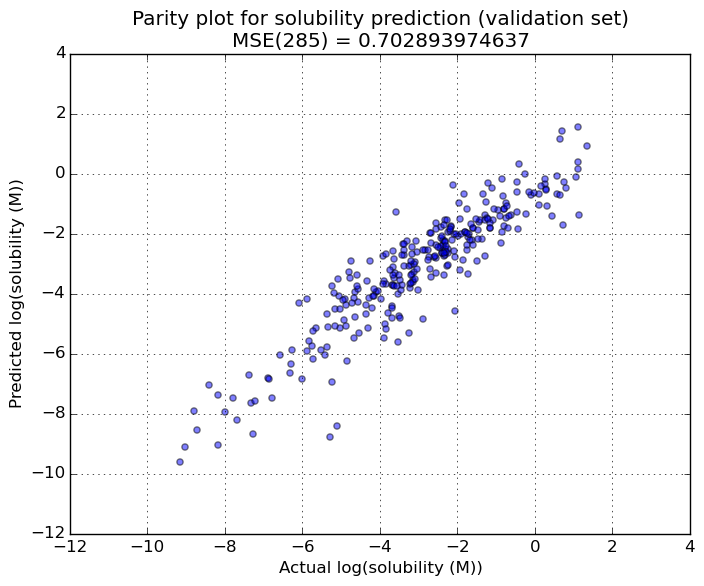 Parity plot for solubility prediction (validation set)
MSE(285) = 0.702893974637
4
2
0
−2
−4
−6
−8
−10
−12
Predicted log(solubility (M))
−12 −10 −8 −6 −4 −2 0 2 4
Actual log(solubility (M))